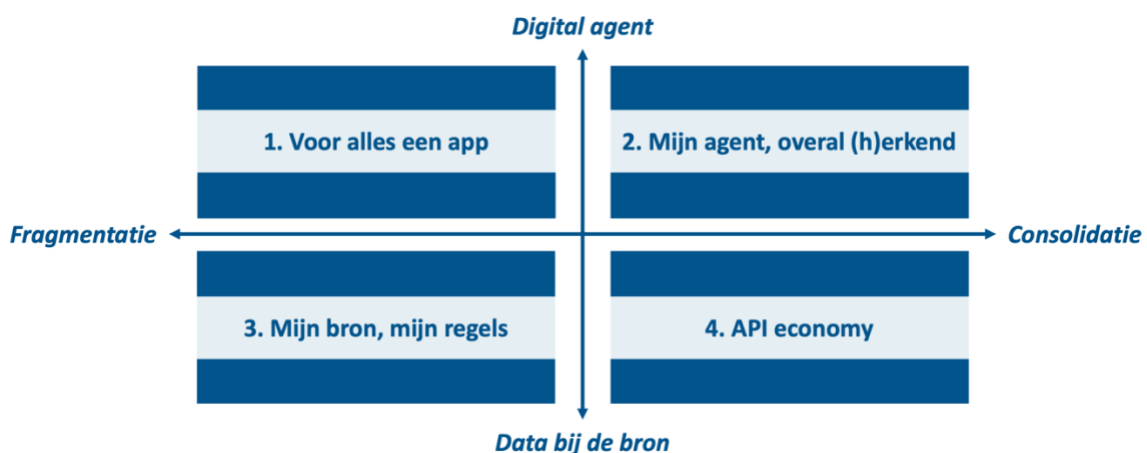 Digital agent
1. Voor alles een app
2. Mijn agent, overal (h)erkend
Fragmentatie
Consolidatie
3. Mijn bron, mijn regels
4. API economy
Data bij de bron